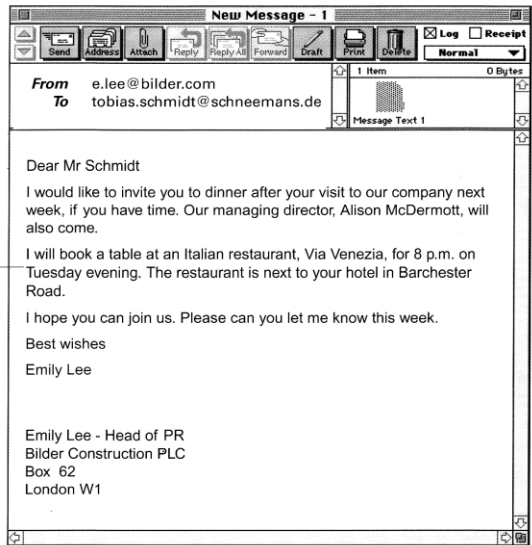 New Message - 1
Send Address Attach Reply Reply All Forward Draft Print Delete
Log Receipt
Normal
From e.lee@bilder.com
To tobias.schmidt@schneemans.de
1 Item 0 Bytes
Message Text 1
Dear Mr Schmidt
I would like to invite you to dinner after your visit to our company next
week, if you have time. Our managing director, Alison McDermott, will
also come.
I will book a table at an Italian restaurant, Via Venezia, for 8 p.m. on
Tuesday evening. The restaurant is next to your hotel in Barchester
Road.
I hope you can join us. Please can you let me know this week.
Best wishes
Emily Lee
Emily Lee - Head of PR
Bilder Construction PLC
Box 62
London W1